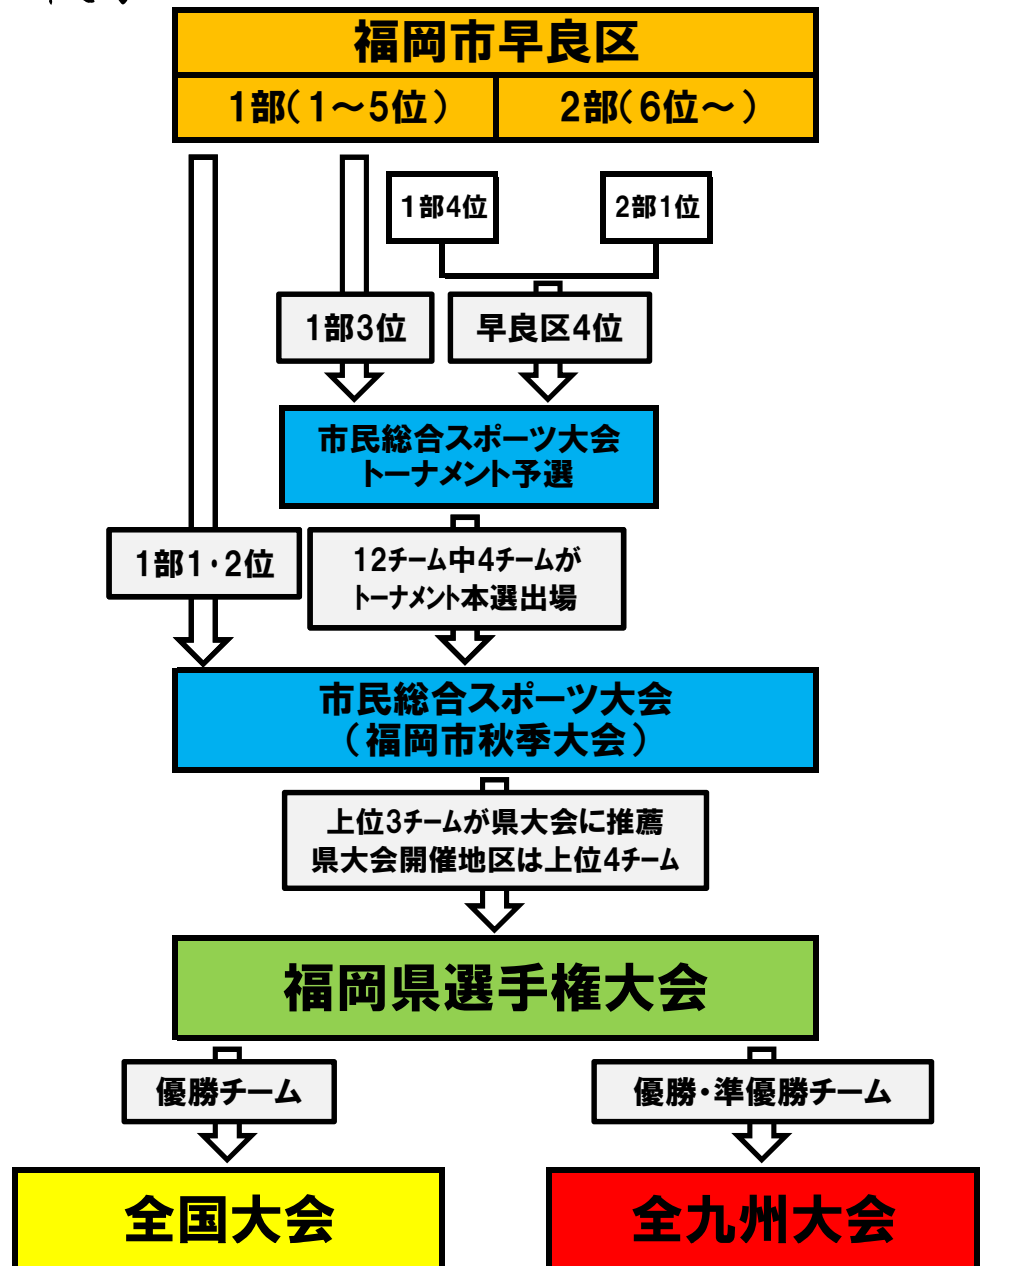 福岡市早良区
1部(1～5位)
2部(6位～)
1部4位
2部1位
1部3位
早良区4位
市民総合スポーツ大会
トーナメント予選
1部1・2位
12チーム中4チームが
トーナメント本選出場
市民総合スポーツ大会
(福岡市秋季大会)
上位3チームが県大会に推薦
県大会開催地区は上位4チーム
福岡県選手権大会
優勝チーム
優勝・準優勝チーム
全国大会
全九州大会